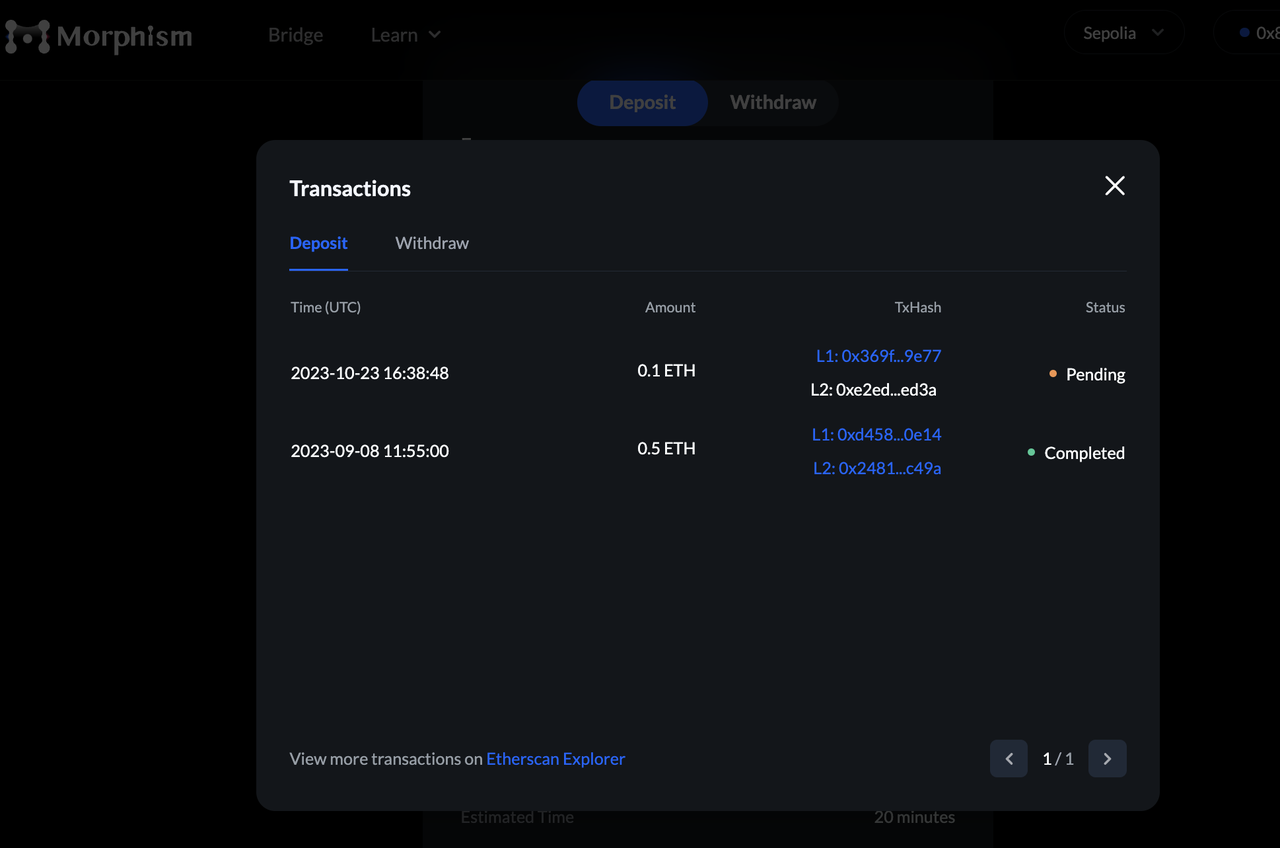 Morphism
Bridge
Learn
Sepolia
0x8
Deposit
Withdraw
Transactions
Deposit
Withdraw
Time (UTC)
Amount
TxHash
Status
2023-10-23 16:38:48
0.1 ETH
L1: 0x369f...9e77
L2: 0xe2ed...ed3a
Pending
2023-09-08 11:55:00
0.5 ETH
L1: 0xd458...0e14
L2: 0x2481...c49a
Completed
View more transactions on Etherscan Explorer
1 / 1
Estimated Time
20 minutes